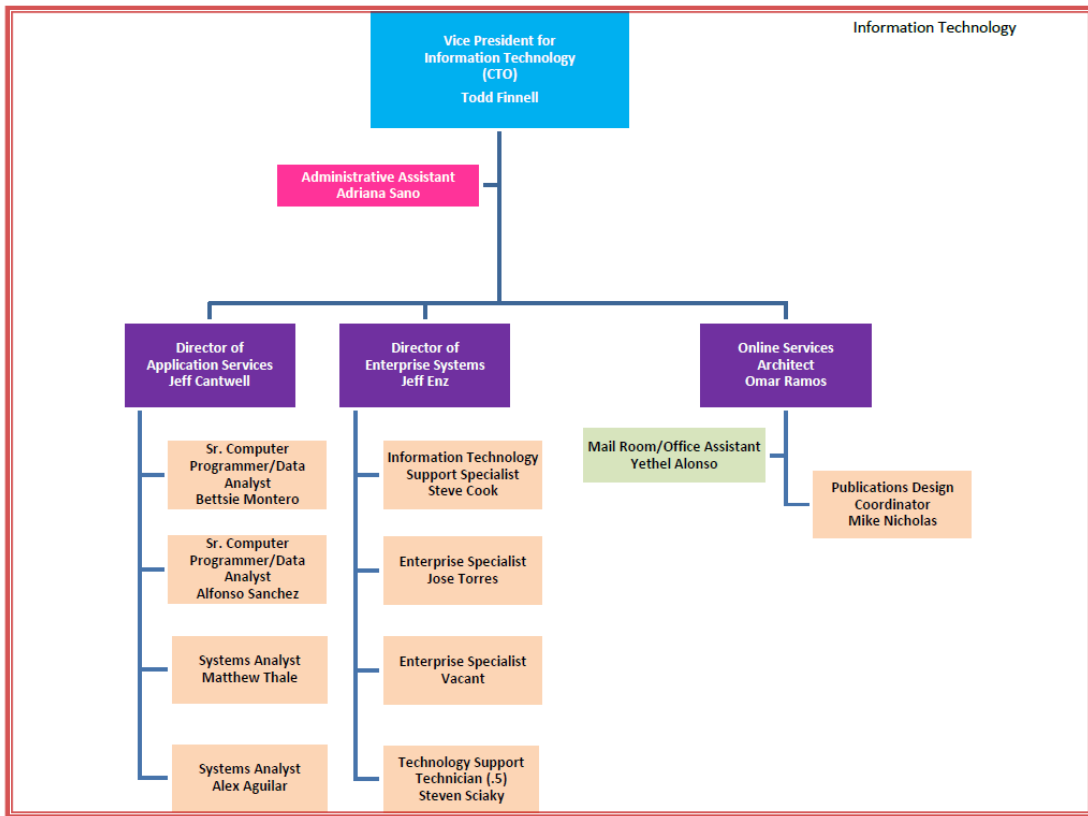 Information Technology
Vice President for
Information Technology
(CTO)
Todd Finnell
Administrative Assistant
Adriana Sano
Director of
Application Services
Jeff Cantwell
Director of
Enterprise Systems
Jeff Enz
Online Services
Architect
Omar Ramos
Sr. Computer
Programmer/Data
Analyst
Bettsie Montero
Sr. Computer
Programmer/Data
Analyst
Alfonso Sanchez
Systems Analyst
Matthew Thale
Systems Analyst
Alex Aguilar
Information Technology
Support Specialist
Steve Cook
Enterprise Specialist
Jose Torres
Enterprise Specialist
Vacant
Technology Support
Technician (.5)
Steven Sciaky
Mail Room/Office Assistant
Yethel Alonso
Publications Design
Coordinator
Mike Nicholas